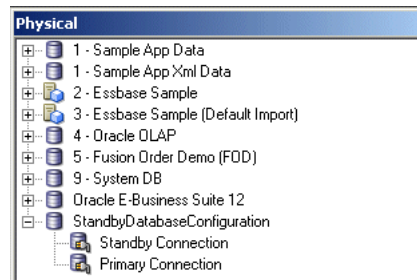 Physical
1 - Sample App Data
1 - Sample App Xml Data
2 - Essbase Sample
3 - Essbase Sample (Default Import)
4 - Oracle OLAP
5 - Fusion Order Demo (FOD)
9 - System DB
Oracle E-Business Suite 12
StandbyDatabaseConfiguration
Standby Connection
Primary Connection